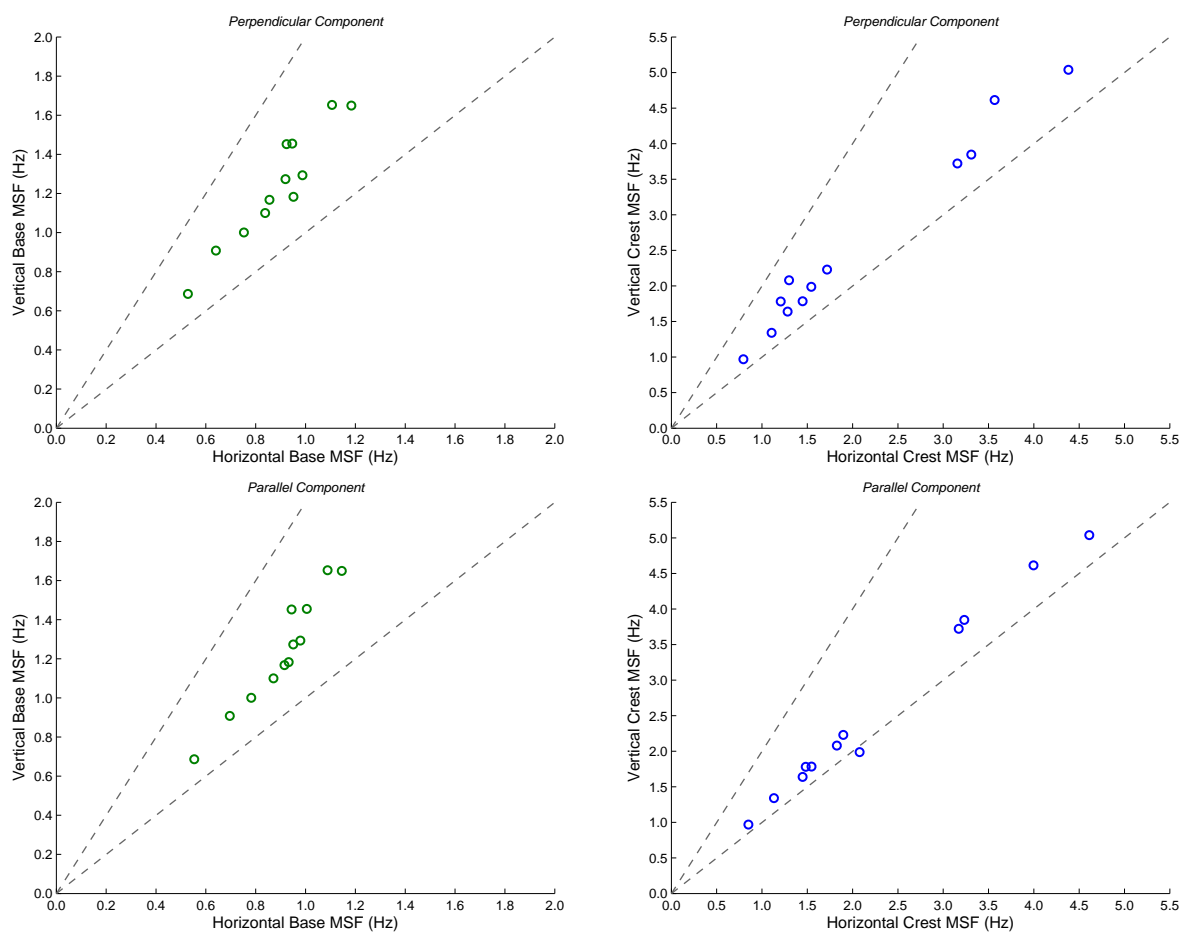 Perpendicular Component
2.0
1.8
1.6
1.4
1.2
1.0
0.8
0.6
0.4
0.2
0.0
Vertical Base MSF (Hz)
0.0 0.2 0.4 0.6 0.8 1.0 1.2 1.4 1.6 1.8 2.0
Horizontal Base MSF (Hz)
Perpendicular Component
5.5
5.0
4.5
4.0
3.5
3.0
2.5
2.0
1.5
1.0
0.5
0.0
Vertical Crest MSF (Hz)
0.0 0.5 1.0 1.5 2.0 2.5 3.0 3.5 4.0 4.5 5.0 5.5
Horizontal Crest MSF (Hz)
Parallel Component
2.0
1.8
1.6
1.4
1.2
1.0
0.8
0.6
0.4
0.2
0.0
Vertical Base MSF (Hz)
0.0 0.2 0.4 0.6 0.8 1.0 1.2 1.4 1.6 1.8 2.0
Horizontal Base MSF (Hz)
Parallel Component
5.5
5.0
4.5
4.0
3.5
3.0
2.5
2.0
1.5
1.0
0.5
0.0
Vertical Crest MSF (Hz)
0.0 0.5 1.0 1.5 2.0 2.5 3.0 3.5 4.0 4.5 5.0 5.5
Horizontal Crest MSF (Hz)